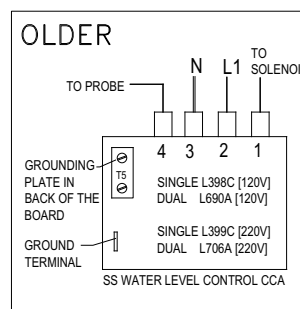 OLDER
TO
SOLENOI
N
L1
TO PROBE
4
3
2
1
GROUNDING
PLATE IN
BACK OF THE
BOARD
T5
SINGLE L398C [120V]
DUAL L690A [120V]
SINGLE L399C [220V]
DUAL L706A [220V]
GROUND
TERMINAL
SS WATER LEVEL CONTROL CCA